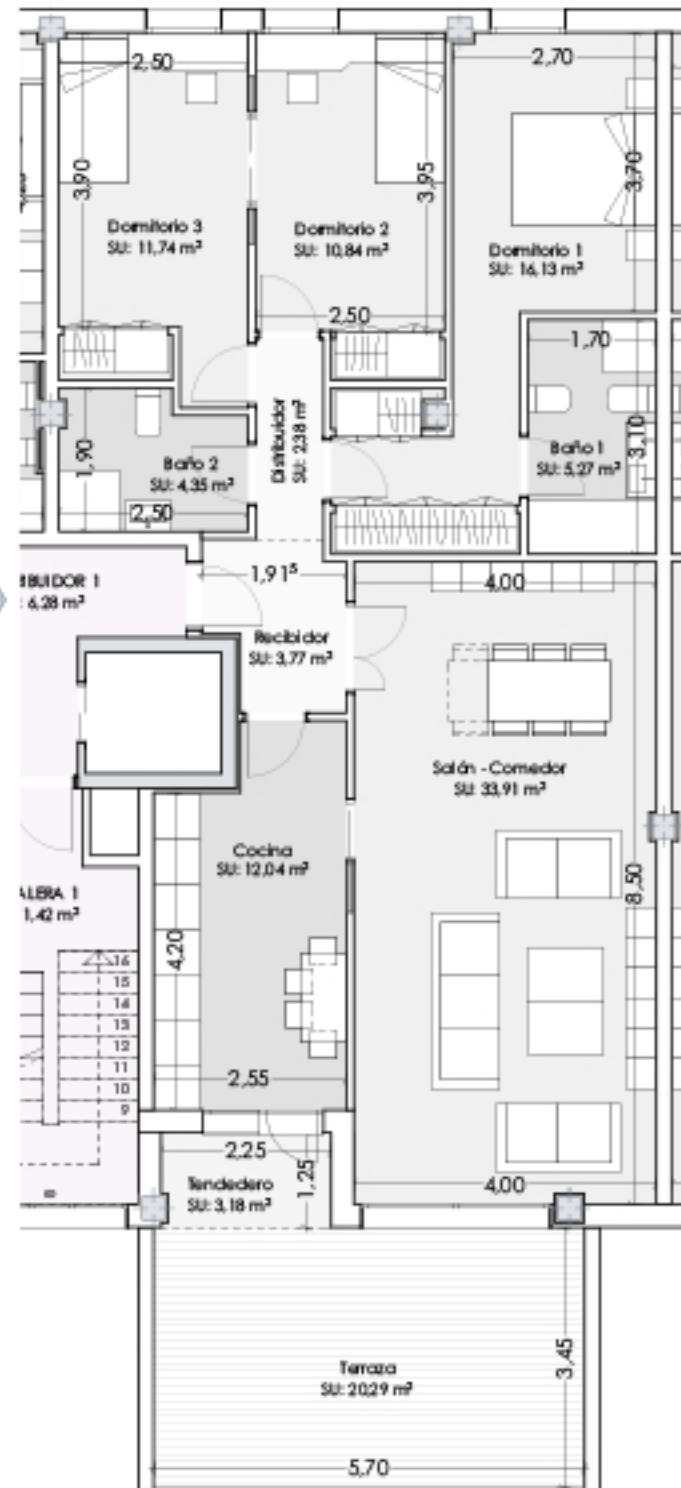 2,50
2,70
3,90
3,95
3,70
Dormitorio 3
SU: 11,74 m²
Dormitorio 2
SU: 10,84 m²
Dormitorio 1
SU: 16,13 m²
2,50
1,70
1,90
Baño 2
SU: 4,35 m²
2,50
Distribuidor
SU: 2,38 m²
Baño 1
SU: 5,27 m²
3,10
IBUIDOR 1
: 6,28 m²
1,91⁵
4,00
Recibidor
SU: 3,77 m²
Salón - Comedor
SU: 33,91 m²
Cocina
SU: 12,04 m²
8,50
ALERA 1
1,42 m²
4,20
16
15
14
13
12
11
10
9
2,55
2,25
1,25
Tendedero
SU: 3,18 m²
4,00
Terraza
SU: 20,29 m²
3,45
5,70